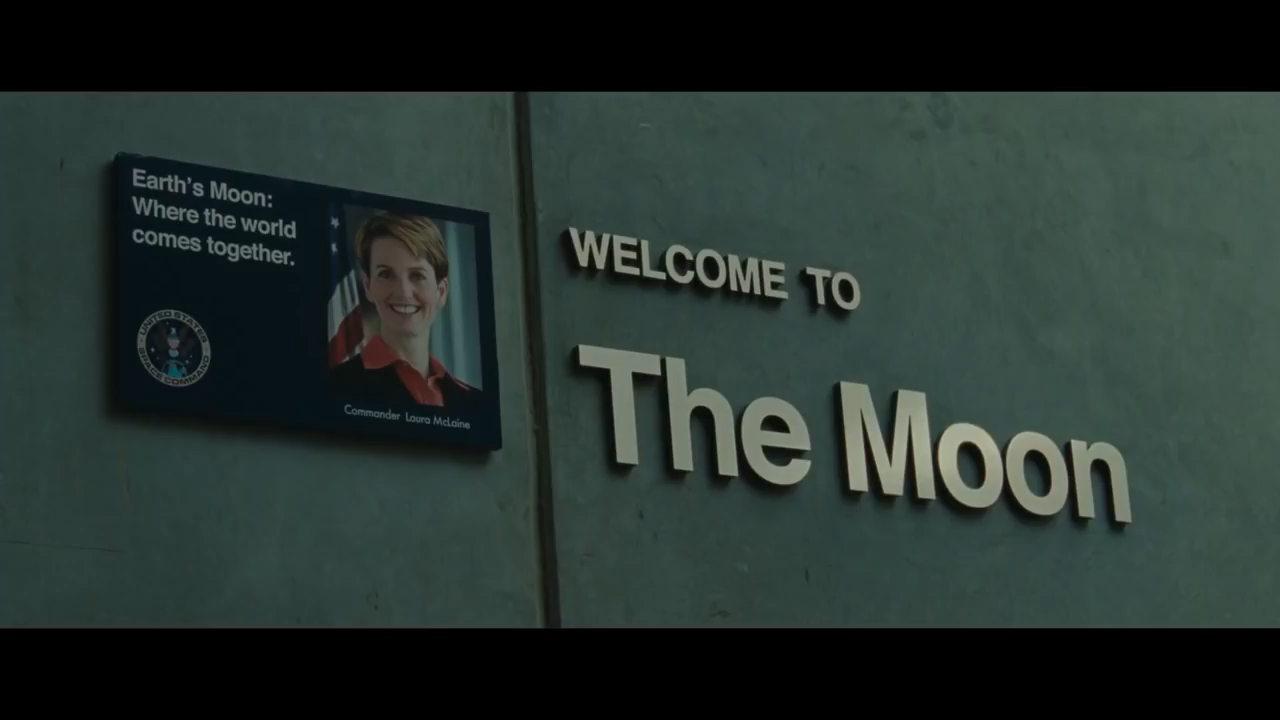 Earth's Moon:
Where the world
comes together.
UNITED STATES
SPACE COMMAND
Commander Laura McLaine
WELCOME TO
The Moon